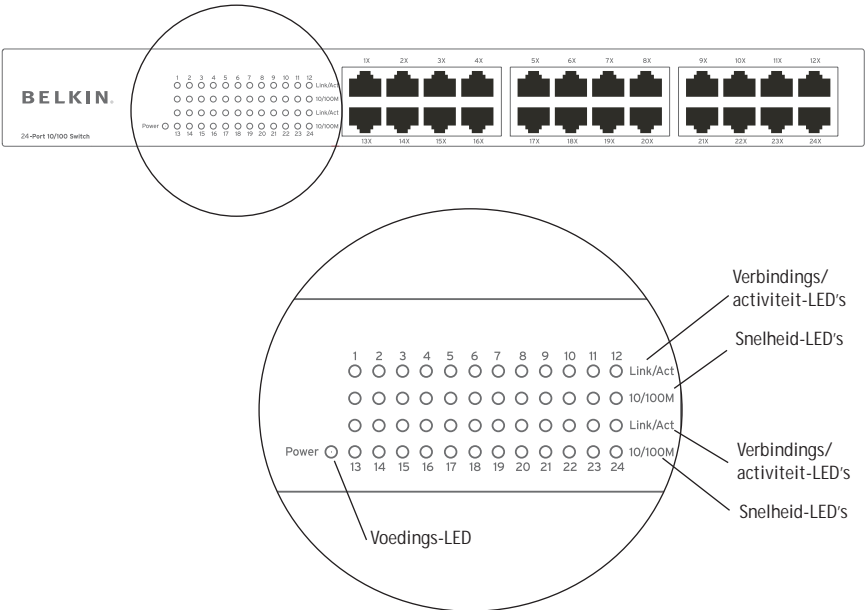 1X 2X 3X 4X 5X 6X 7X 8X 9X 10X 11X 12X
1 2 3 4 5 6 7 8 9 10 11 12
Link/Act
BELKIN.
10/100M
Link/Act
Power 10/100M
24-Port 10/100 Switch
13 14 15 16 17 18 19 20 21 22 23 24
13X 14X 15X 16X 17X 18X 19X 20X 21X 22X 23X 24X
Verbindings/
activiteit-LED's
Snelheid-LED's
1 2 3 4 5 6 7 8 9 10 11 12
Link/Act
10/100M
Link/Act
Power 10/100M
13 14 15 16 17 18 19 20 21 22 23 24
Verbindings/
activiteit-LED's
Snelheid-LED's
Voedings-LED